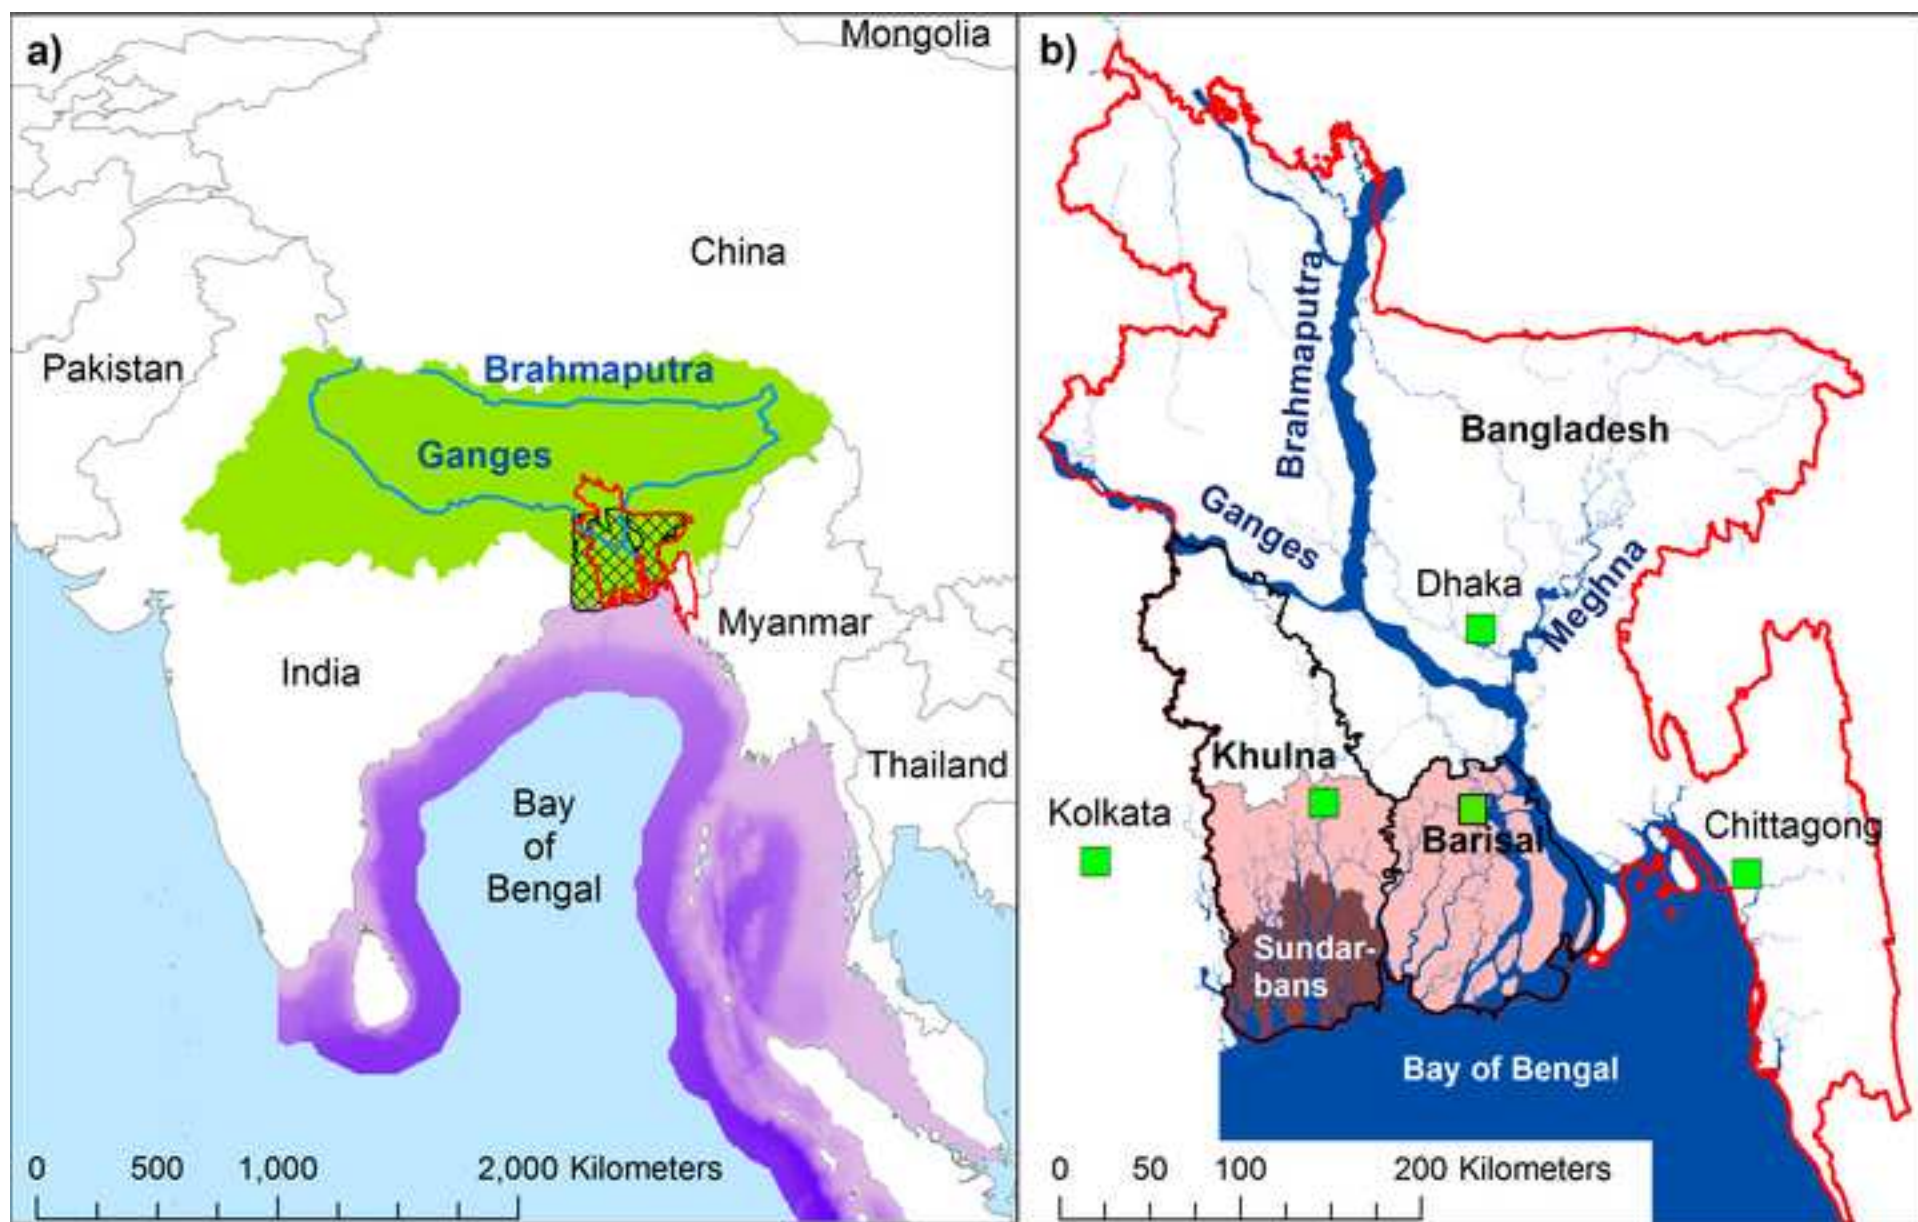 a)
Mongolia
China
Pakistan
Brahmaputra
Ganges
Myanmar
India
Thailand
Bay
of
Bengal
0 500 1,000 2,000 Kilometers
b)
Brahmaputra
Bangladesh
Ganges
Meghna
Dhaka
Khulna
Kolkata
Barisal
Chittagong
Sundar-
bans
Bay of Bengal
0 50 100 200 Kilometers